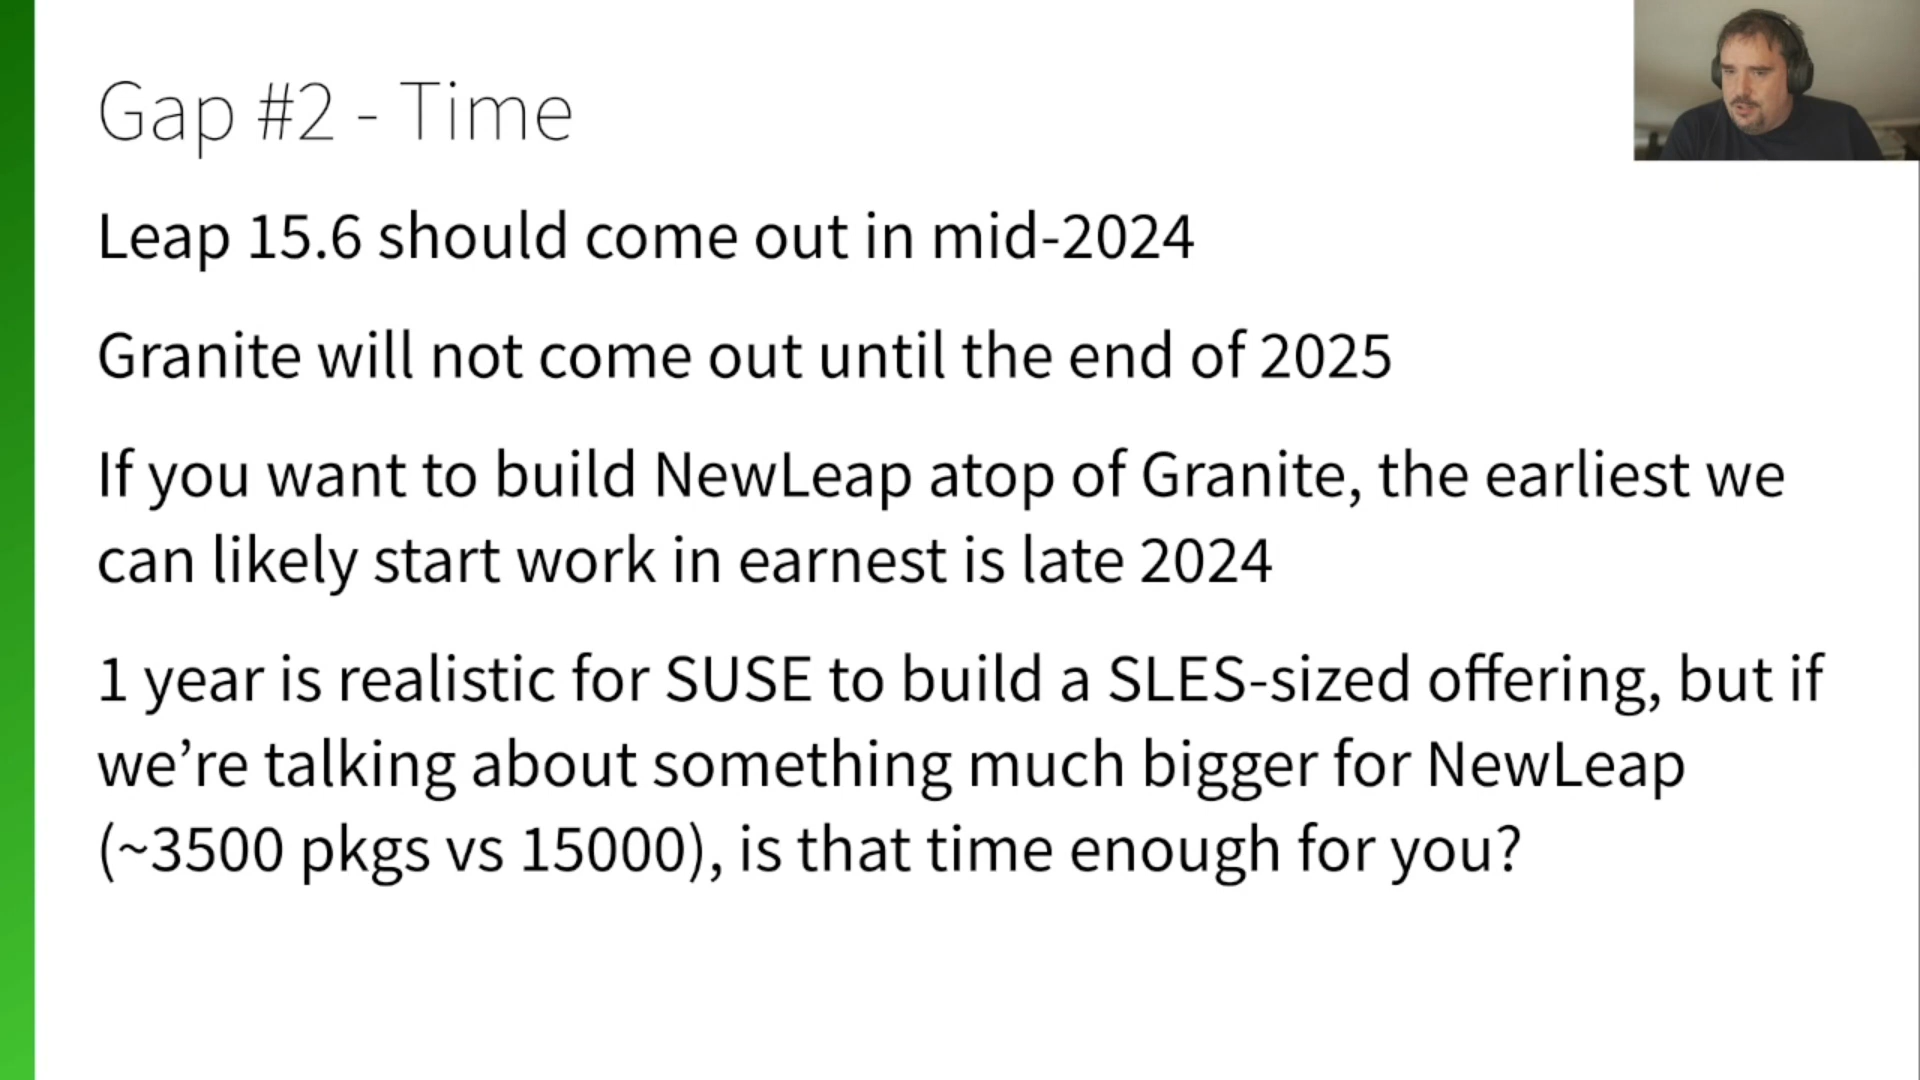 Gap #2 - Time
Leap 15.6 should come out in mid-2024
Granite will not come out until the end of 2025
If you want to build NewLeap atop of Granite, the earliest we
can likely start work in earnest is late 2024
1 year is realistic for SUSE to build a SLES-sized offering, but if
we’re talking about something much bigger for NewLeap
(~3500 pkgs vs 15000), is that time enough for you?